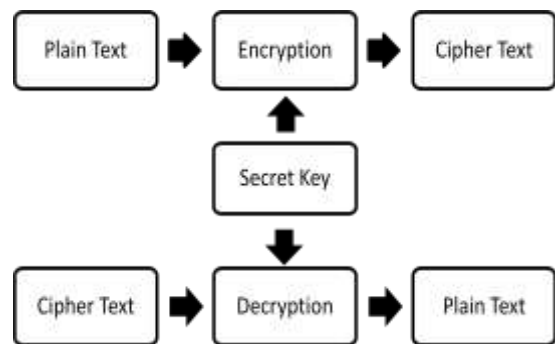 Plain Text
Encryption
Cipher Text
Secret Key
Cipher Text
Decryption
Plain Text